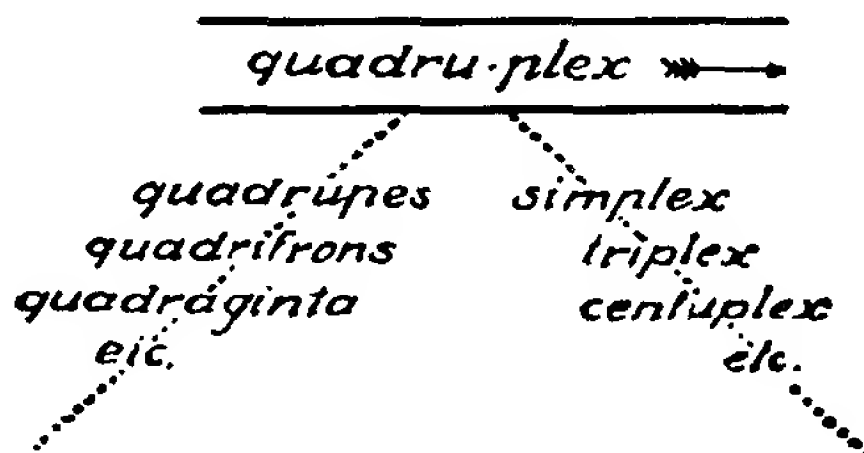 quadru·plex
quadrupes simplex
quadrifrons triplex
quadraginta centuplex
etc. etc.